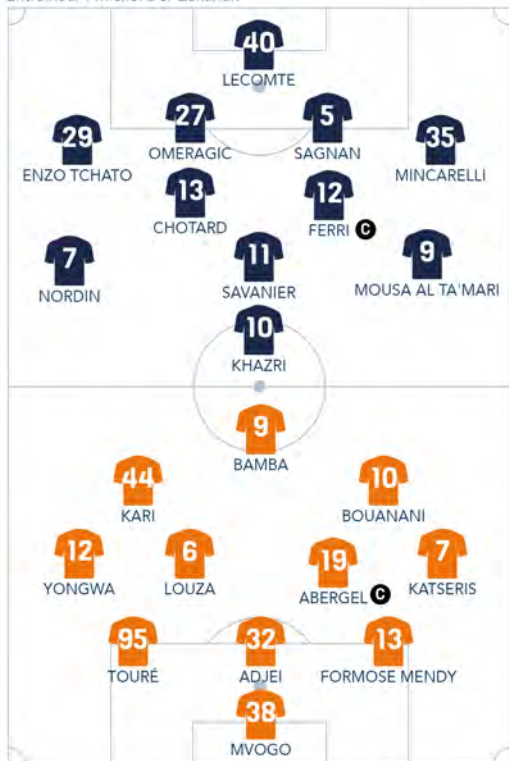 40
LECOMTE
27
5
OMERAGIC
SAGNAN
29
35
ENZO TCHATO
MINCARELLI
13
12
CHOTARD
FERRI C
7
11
9
NORDIN
SAVANIER
MOUSA AL TA'MARI
10
KHAZRI
9
BAMBA
44
10
KARI
BOUANANI
12
6
19
7
YONGWA
LOUZA
ABERGEL C
KATSERIS
95
32
13
TOURÉ
ADJEI
FORMOSE MENDY
38
MVOGO